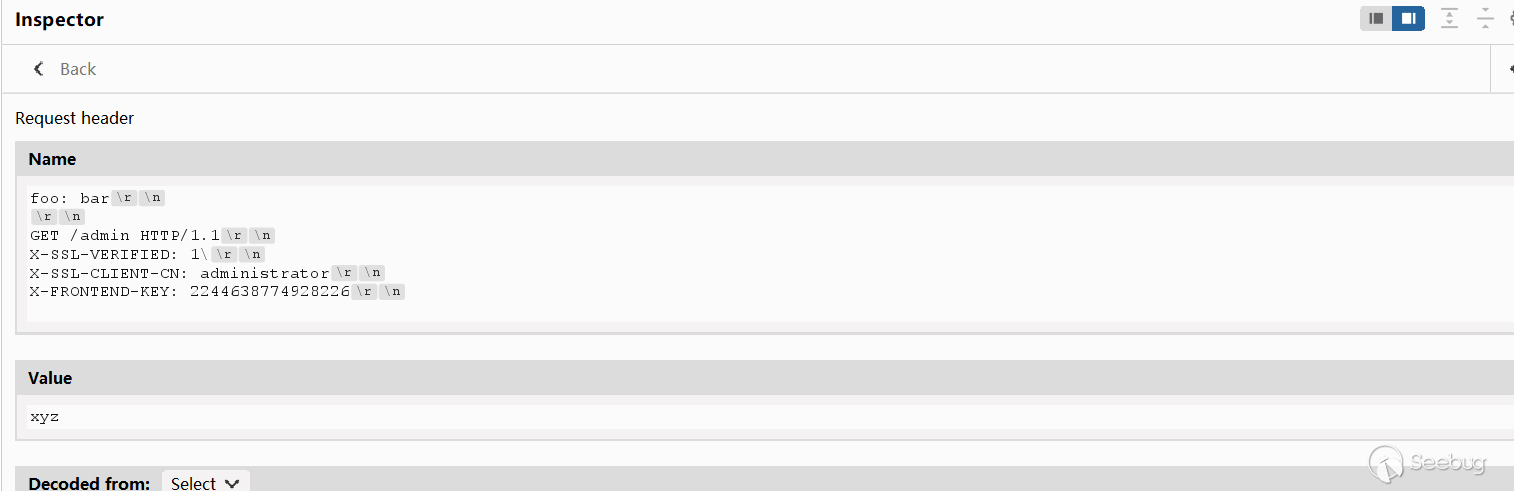 Inspector
Back
Request header
Name
foo: bar\r \n
\r \n
GET /admin HTTP/1.1\r \n
X-SSL-VERIFIED: 1\\r \n
X-SSL-CLIENT-CN: administrator\r \n
X-FRONTEND-KEY: 2244638774928226\r \n
Value
xyz
Seebug
Decoded from: Select